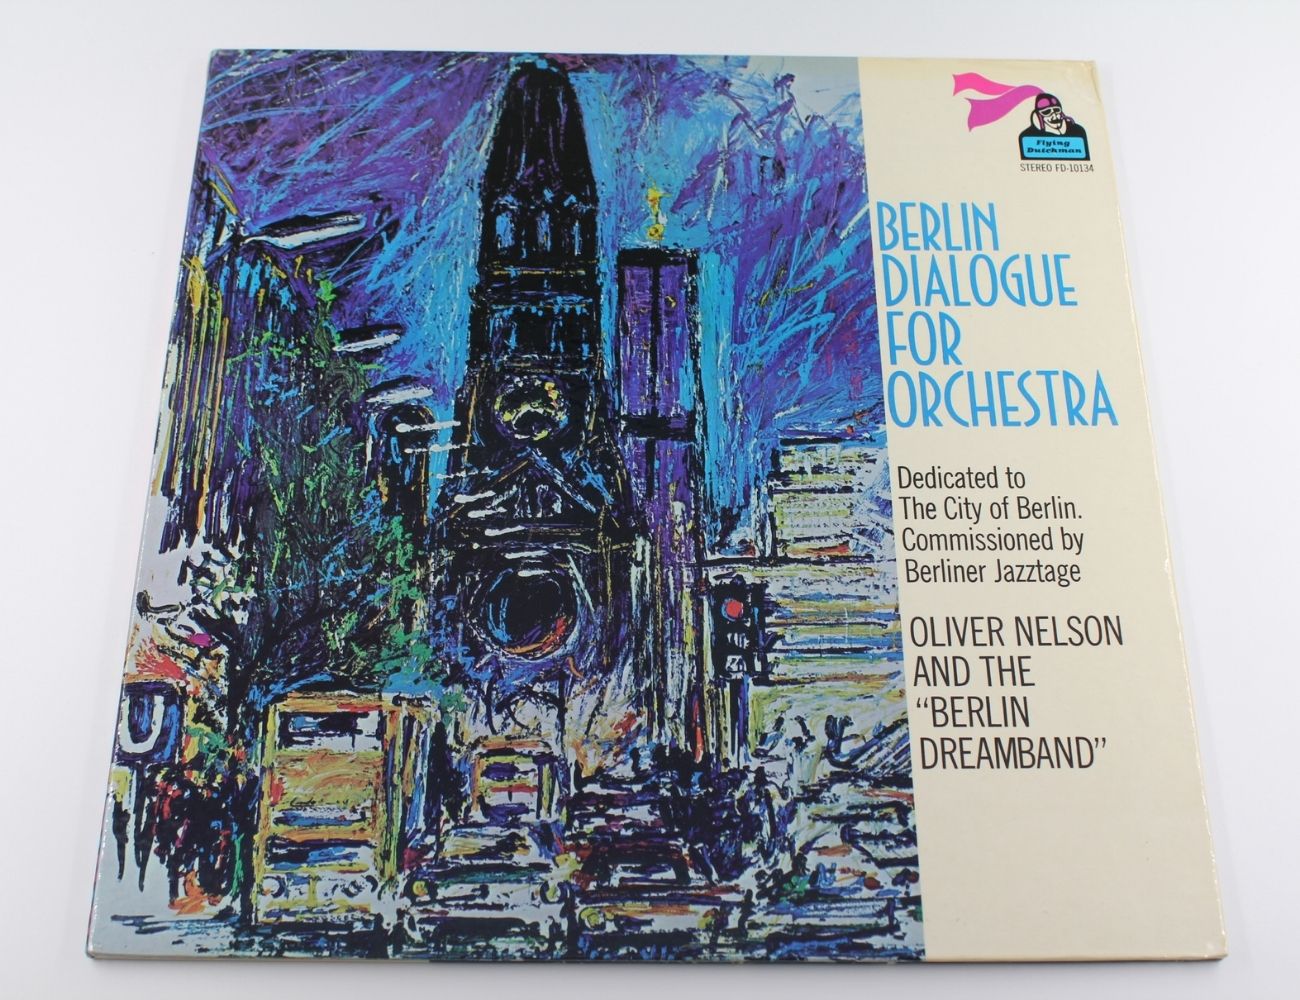 Flying
Dutchman
STEREO FD-10134
BERLIN
DIALOGUE
FOR
ORCHESTRA
Dedicated to
The City of Berlin.
Commissioned by
Berliner Jazztage
OLIVER NELSON
AND THE
“BERLIN
DREAMBAND”
U